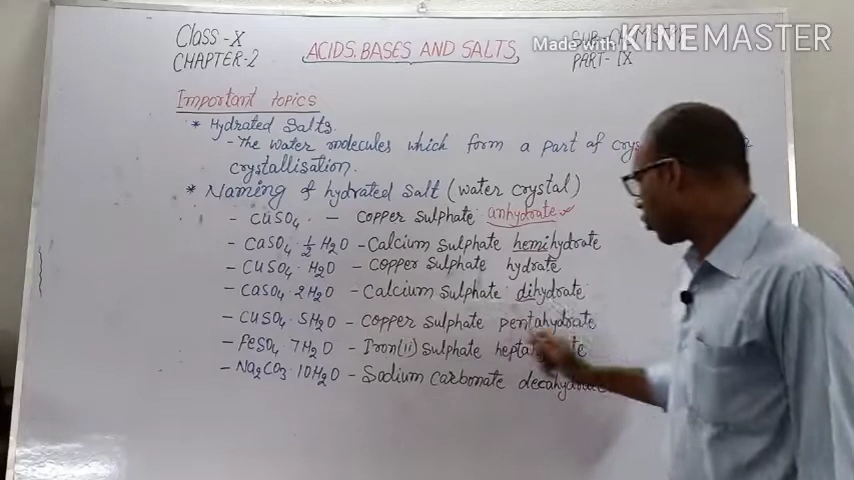 Class-X
CHAPTER-2
ACIDS, BASES AND SALTS
PART-IX
Made with KINEMASTER
Important topics
* Hydrated Salts.
- The water molecules which form a part of
crystallisation.
* Naming of hydrated salt (water crystal)
- CuSO₄. - Copper sulphate anhydrate
- CaSO₄.½H₂O - Calcium sulphate hemihydrate
- CuSO₄.H₂O - Copper sulphate hydrate
- CaSO₄.2H₂O - Calcium sulphate dihydrate
- CuSO₄.5H₂O - Copper sulphate pentahydrate
- FeSO₄.7H₂O - Iron(ii) sulphate
- Na₂CO₃.10H₂O - Sodium carbonate